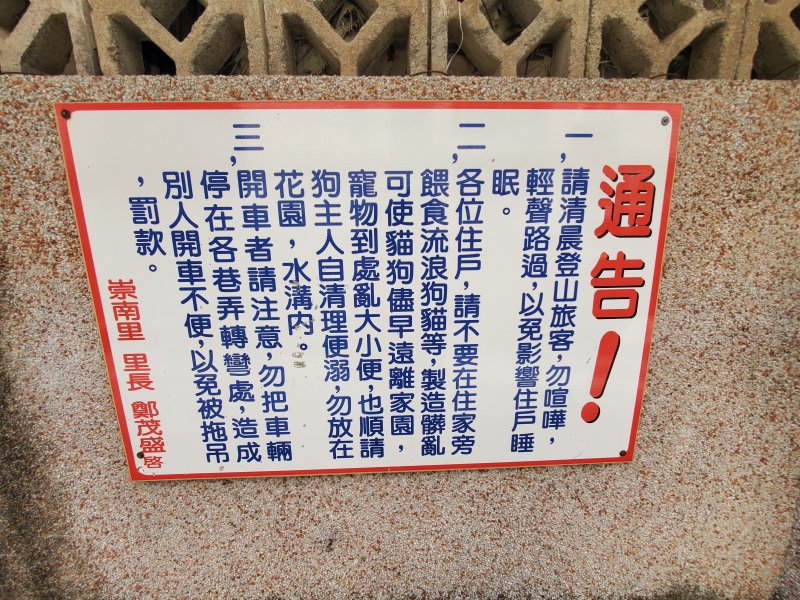 通告!
一,請清晨登山旅客,勿喧嘩,
輕聲路過,以免影響住戶睡
眠。
二,各位住戶,請不要在住家旁
餵食流浪狗貓等,製造髒亂
可使貓狗儘早遠離家園,
寵物到處亂大小便,也順請
狗主人自清理便溺,勿放在
花園,水溝內。
三,開車者請注意,勿把車輛
停在各巷弄轉彎處,造成
別人開車不便,以免被拖吊
,罰款。
崇南里 里長 鄭茂盛 啓